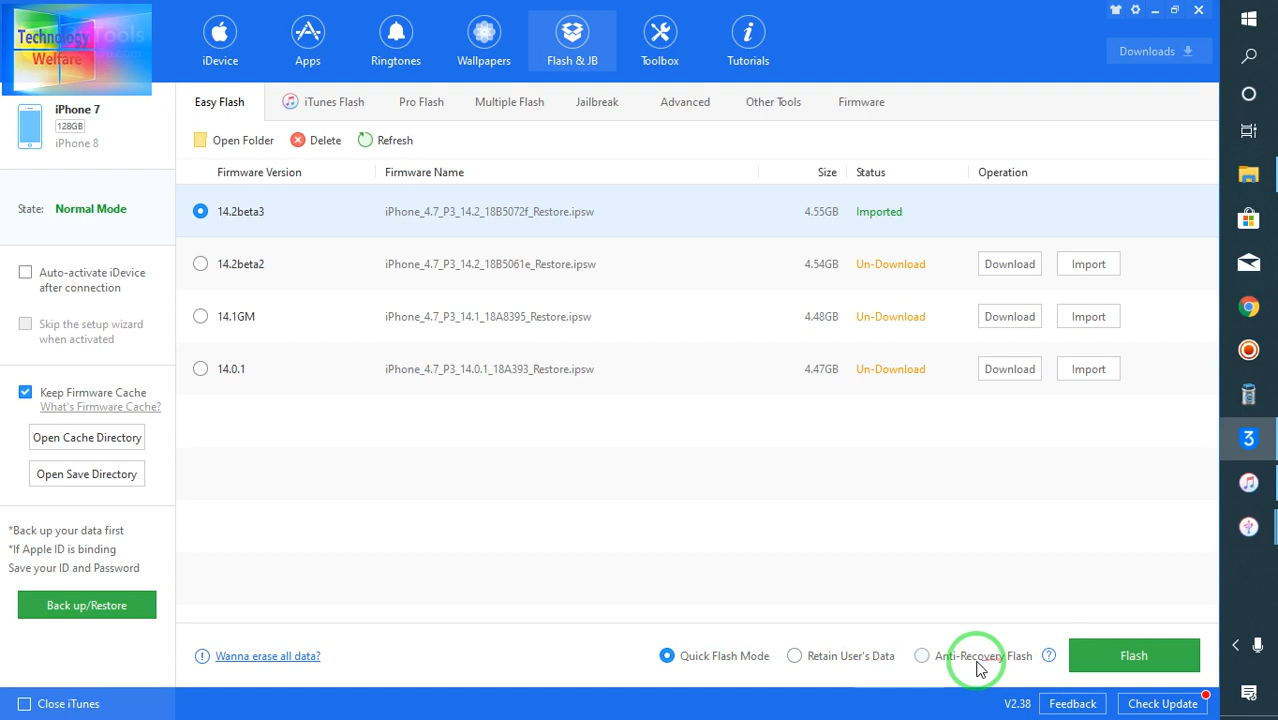 Technology
Tools
Welfare
iDevice
Apps
Ringtones
Wallpapers
Flash & JB
Toolbox
Tutorials
Downloads
iPhone 7
128GB
iPhone 8
Easy Flash
iTunes Flash
Pro Flash
Multiple Flash
Jailbreak
Advanced
Other Tools
Firmware
Open Folder
Delete
Refresh
Firmware Version
Firmware Name
Size
Status
Operation
State: Normal Mode
14.2beta3
iPhone_4.7_P3_14.2_18B5072f_Restore.ipsw
4.55GB
Imported
14.2beta2
iPhone_4.7_P3_14.2_18B5061e_Restore.ipsw
4.54GB
Un-Download
Download
Import
14.1GM
iPhone_4.7_P3_14.1_18A8395_Restore.ipsw
4.48GB
Un-Download
Download
Import
14.0.1
iPhone_4.7_P3_14.0.1_18A393_Restore.ipsw
4.47GB
Un-Download
Download
Import
Auto-activate iDevice
after connection
Skip the setup wizard
when activated
Keep Firmware Cache
What's Firmware Cache?
Open Cache Directory
Open Save Directory
*Back up your data first
*If Apple ID is binding
Save your ID and Password
Back up/Restore
Wanna erase all data?
Quick Flash Mode
Retain User's Data
Anti-Recovery Flash
Flash
Close iTunes
V2.38
Feedback
Check Update